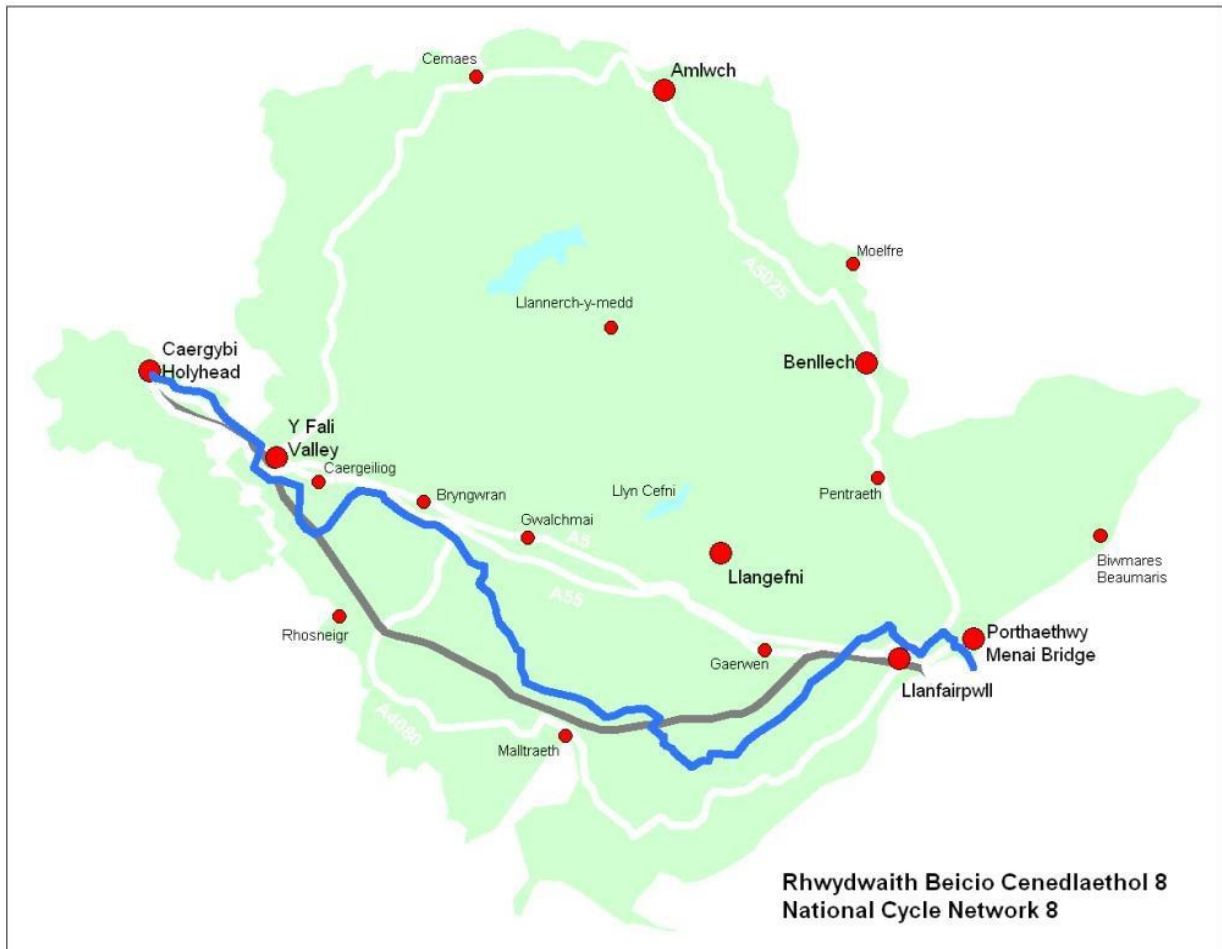 Cemaes
Amlwch
Moelfre
A5025
Llannerch-y-medd
Caergybi
Holyhead
Benllech
Y Fali
Valley
Caergeiliog
Bryngwran
Llyn Cefni
Pentraeth
Gwalchmai
A5
Llangefni
Biwmares
Beaumaris
A55
Rhosneigr
Gaerwen
Porthaethwy
Menai Bridge
Llanfairpwll
A4080
Malltraeth
Rhwydwaith Beicio Cenedlaethol 8
National Cycle Network 8